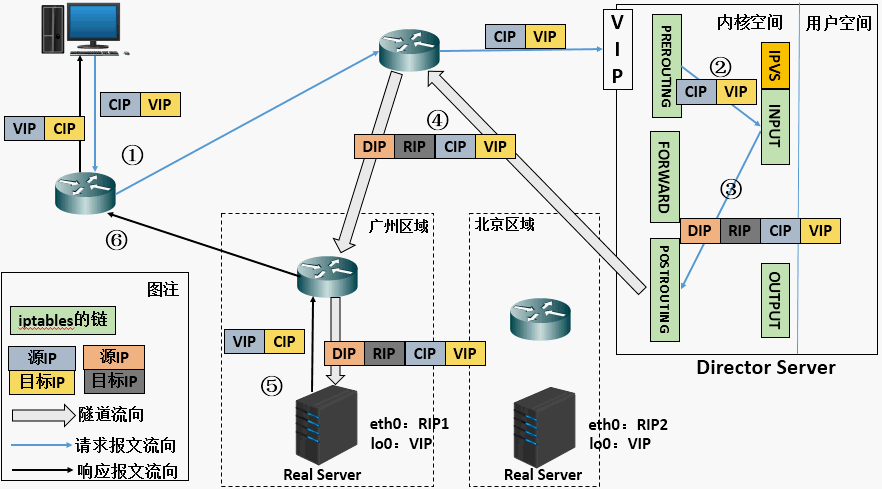 CIP VIP
VIP CIP
①
CIP VIP
VIP
内核空间
用户空间
PREROUTING
②
IPVS
CIP VIP
INPUT
④
DIP RIP CIP VIP
FORWARD
③
DIP RIP CIP VIP
POSTROUTING
OUTPUT
Director Server
⑥
广州区域
北京区域
VIP CIP
DIP RIP CIP VIP
⑤
eth0：RIP1
lo0：VIP
Real Server
eth0：RIP2
lo0：VIP
Real Server
图注
iptables的链
源IP 源IP
目标IP 目标IP
隧道流向
请求报文流向
响应报文流向